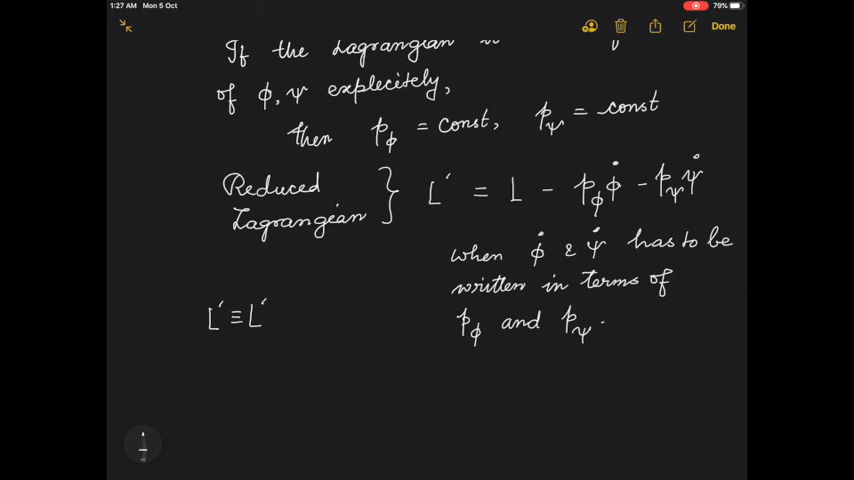 1:27 AM Mon 5 Oct
79%
Done
If the Lagrangian
of ϕ, ψ explecitely,
then p_ϕ = const, p_ψ = const
Reduced Lagrangian } L′ = L − p_ϕ ϕ̇ − p_ψ ψ̇
when ϕ̇ & ψ̇ has to be
written in terms of
p_ϕ and p_ψ.
L′ ≡ L′